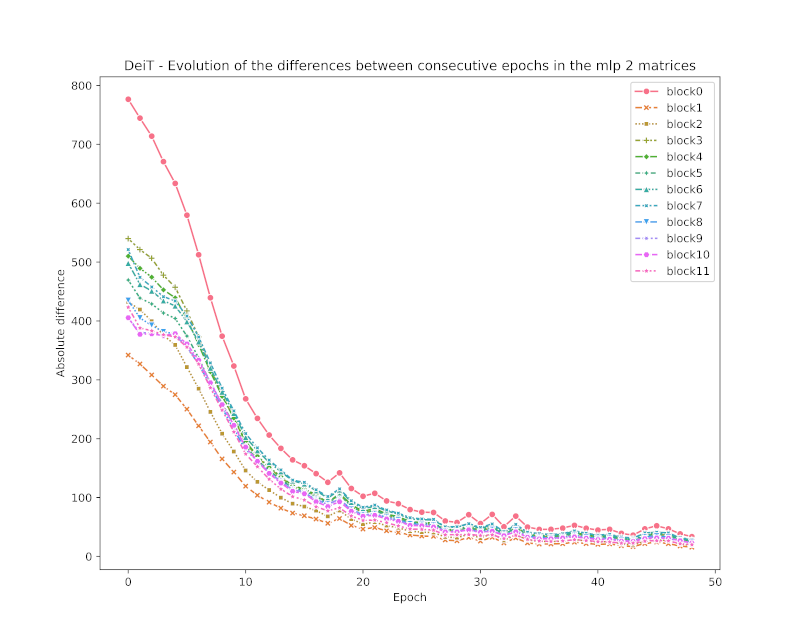 DeiT - Evolution of the differences between consecutive epochs in the mlp 2 matrices
800
700
600
500
400
300
200
100
0
Absolute difference
0 10 20 30 40 50
Epoch
block0
block1
block2
block3
block4
block5
block6
block7
block8
block9
block10
block11